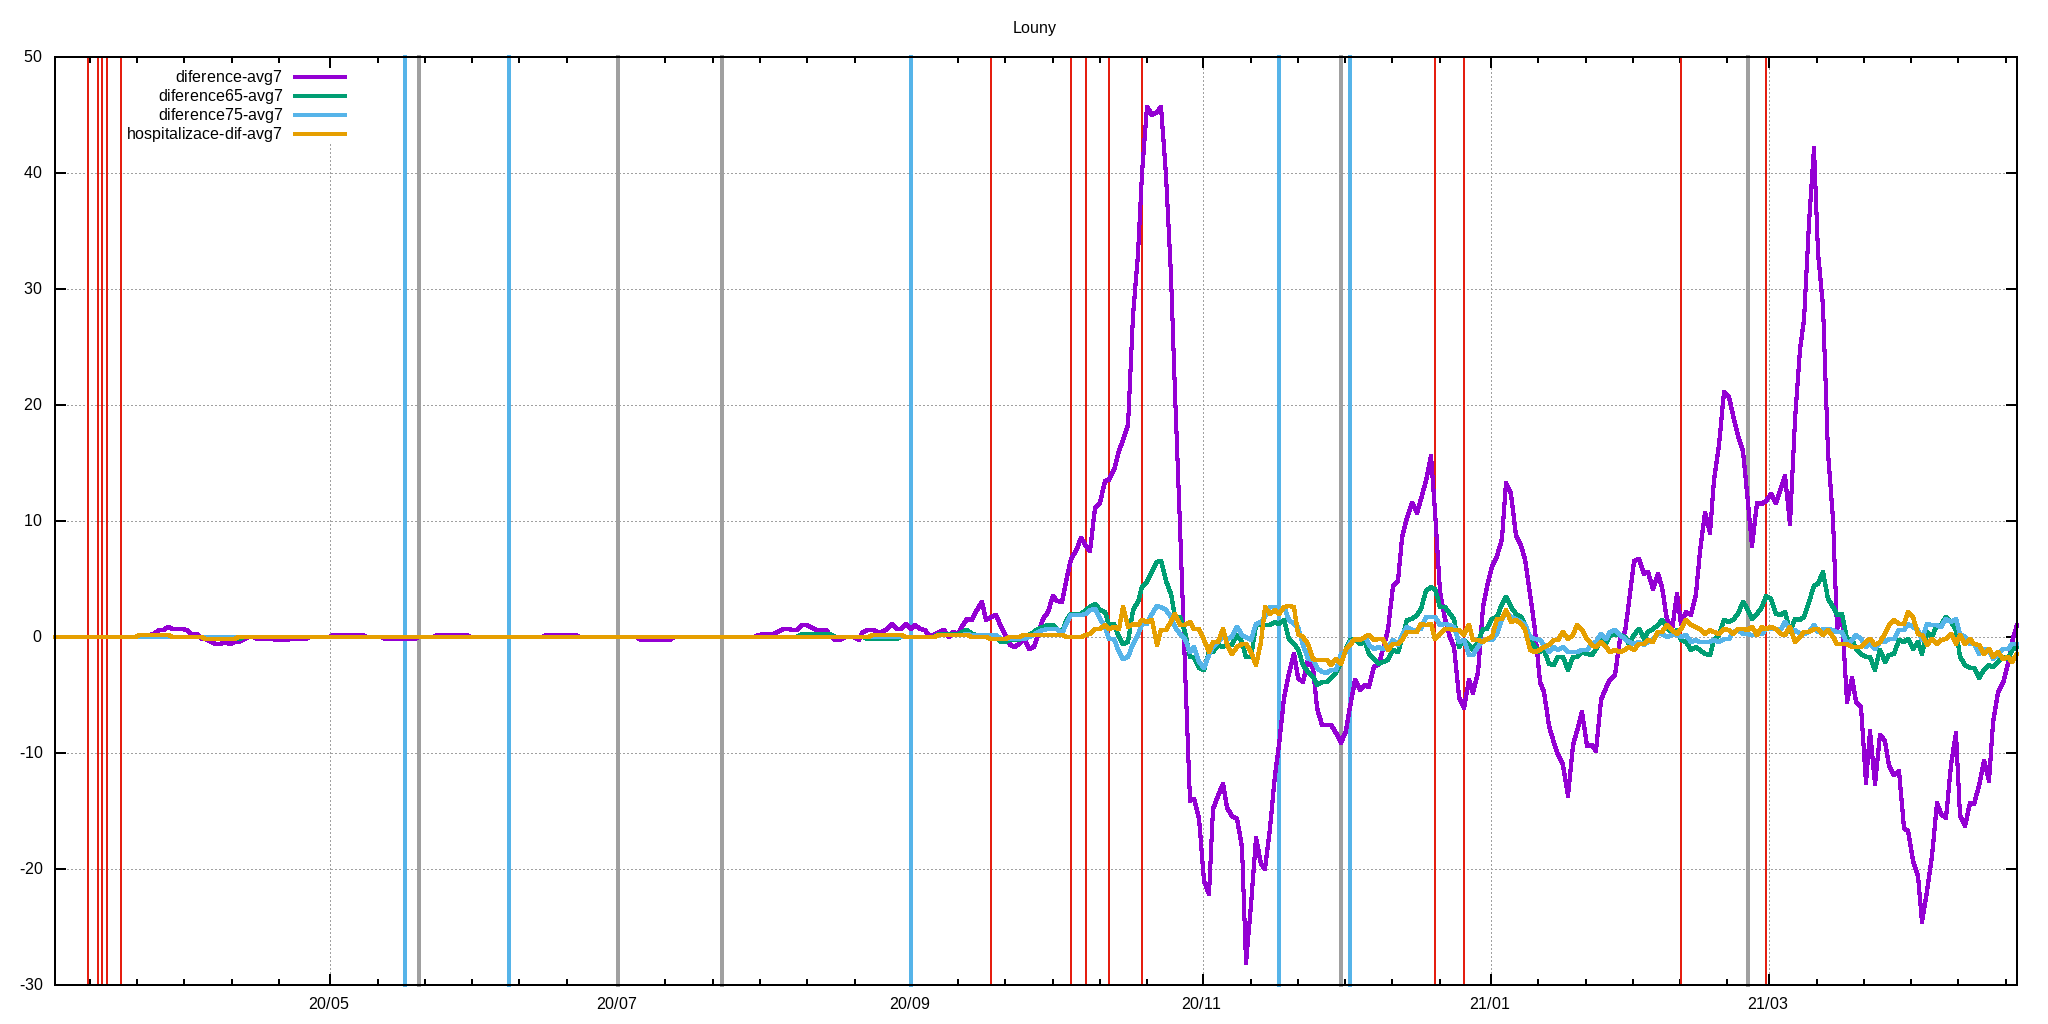 Louny
diference-avg7
diference65-avg7
diference75-avg7
hospitalizace-dif-avg7
50
40
30
20
10
0
-10
-20
-30
20/05 20/07 20/09 20/11 21/01 21/03